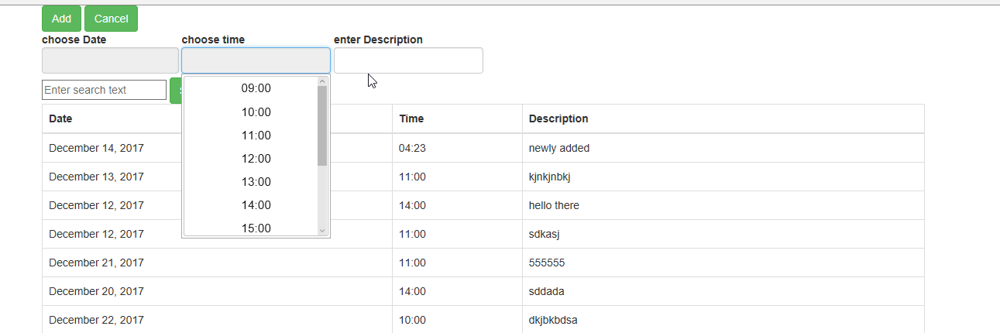 Add Cancel
choose Date choose time enter Description
Enter search text
09:00
10:00
11:00
12:00
13:00
14:00
15:00
Date Time Description
December 14, 2017 04:23 newly added
December 13, 2017 11:00 kjnkjnbkj
December 12, 2017 14:00 hello there
December 12, 2017 11:00 sdkasj
December 21, 2017 11:00 555555
December 20, 2017 14:00 sddada
December 22, 2017 10:00 dkjbkbdsa